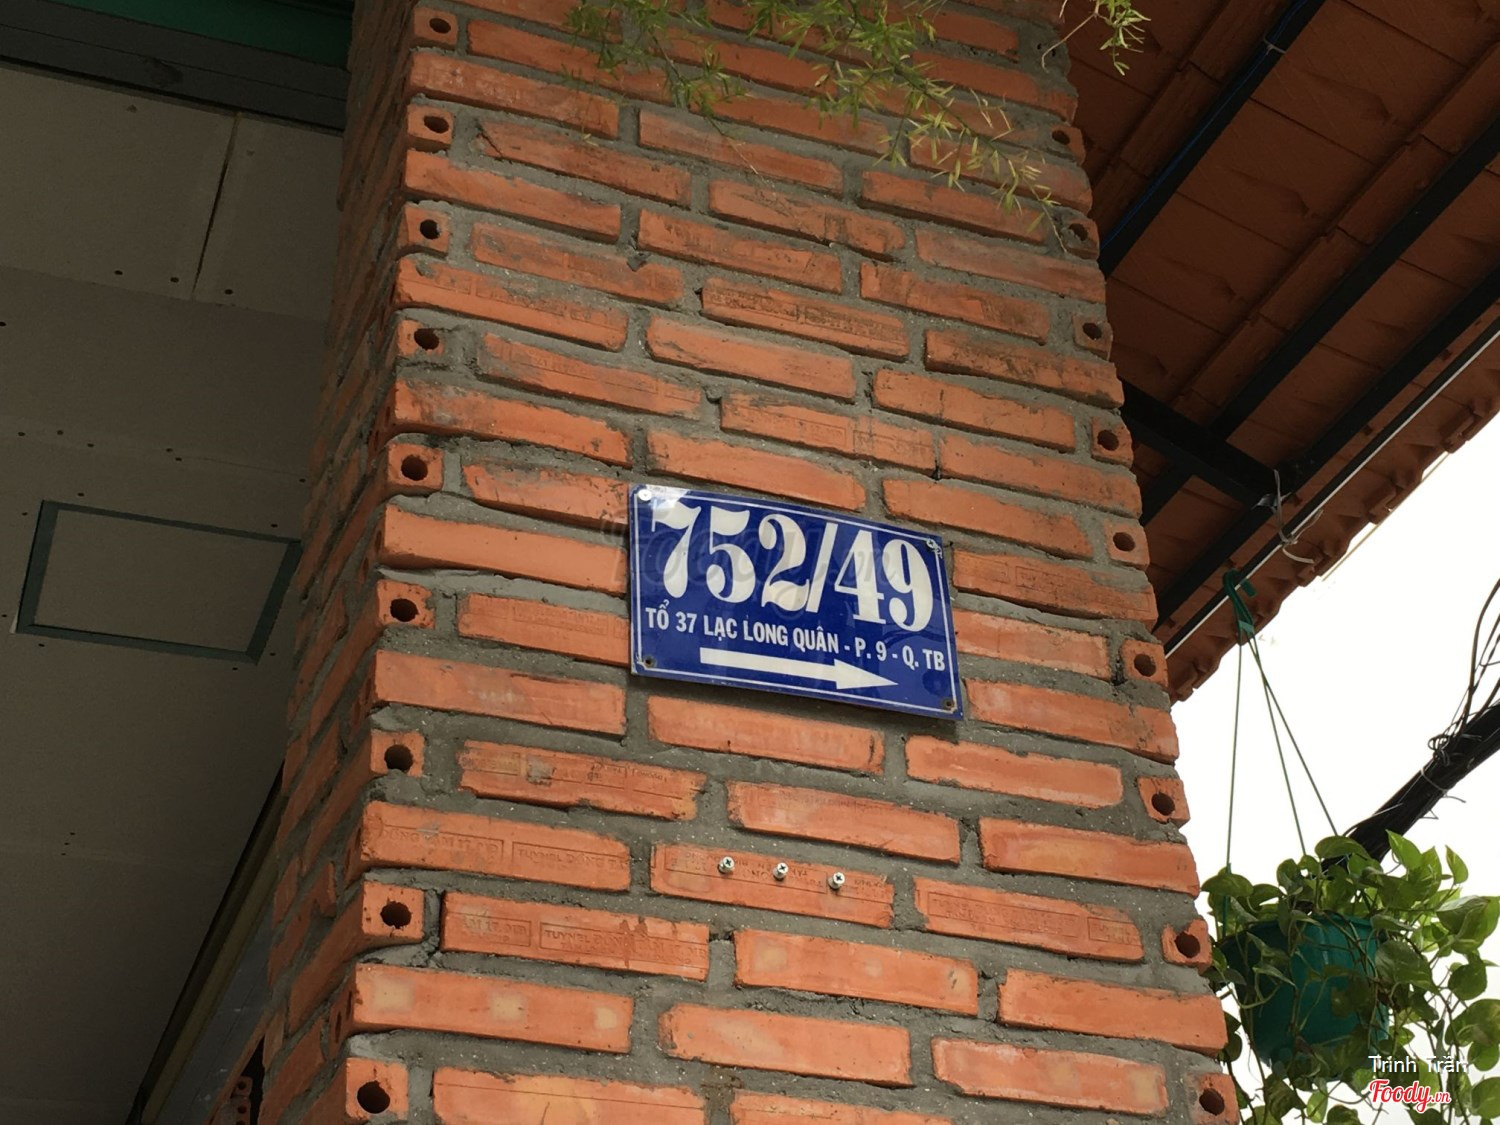 752/49
TỔ 37 LẠC LONG QUÂN - P. 9 - Q. TB
Trinh Trần
Foody.vn